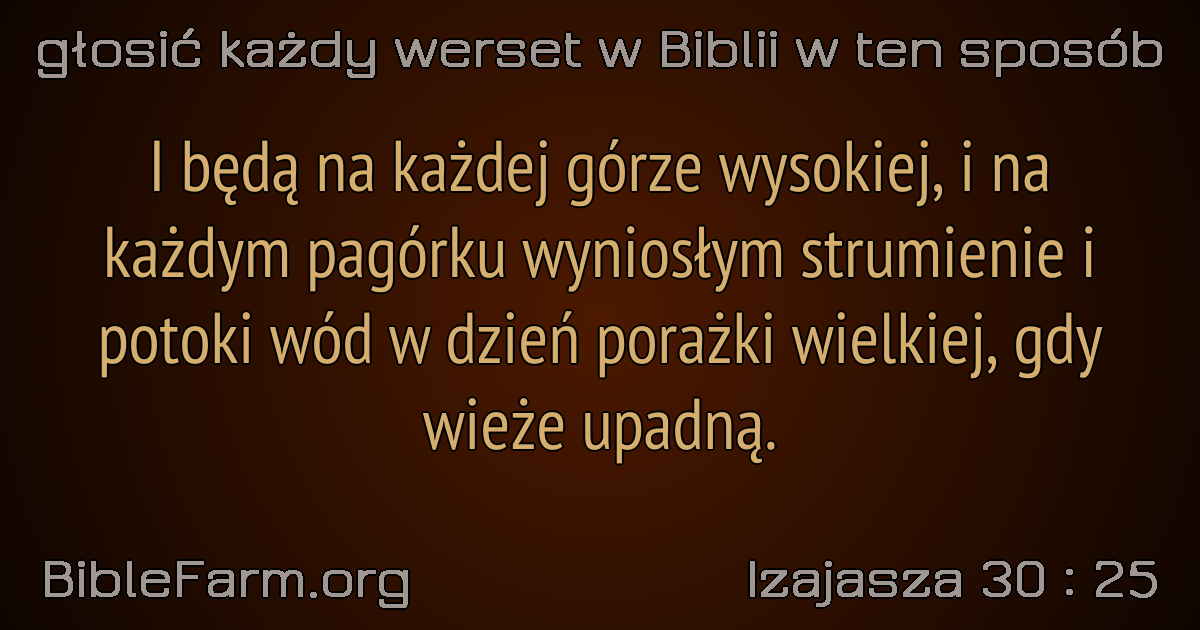 głosić każdy werset w Biblii w ten sposób
I będą na każdej górze wysokiej, i na
każdym pagórku wyniosłym strumienie i
potoki wód w dzień porażki wielkiej, gdy
wieże upadną.
BibleFarm.org
Izajasza 30 : 25